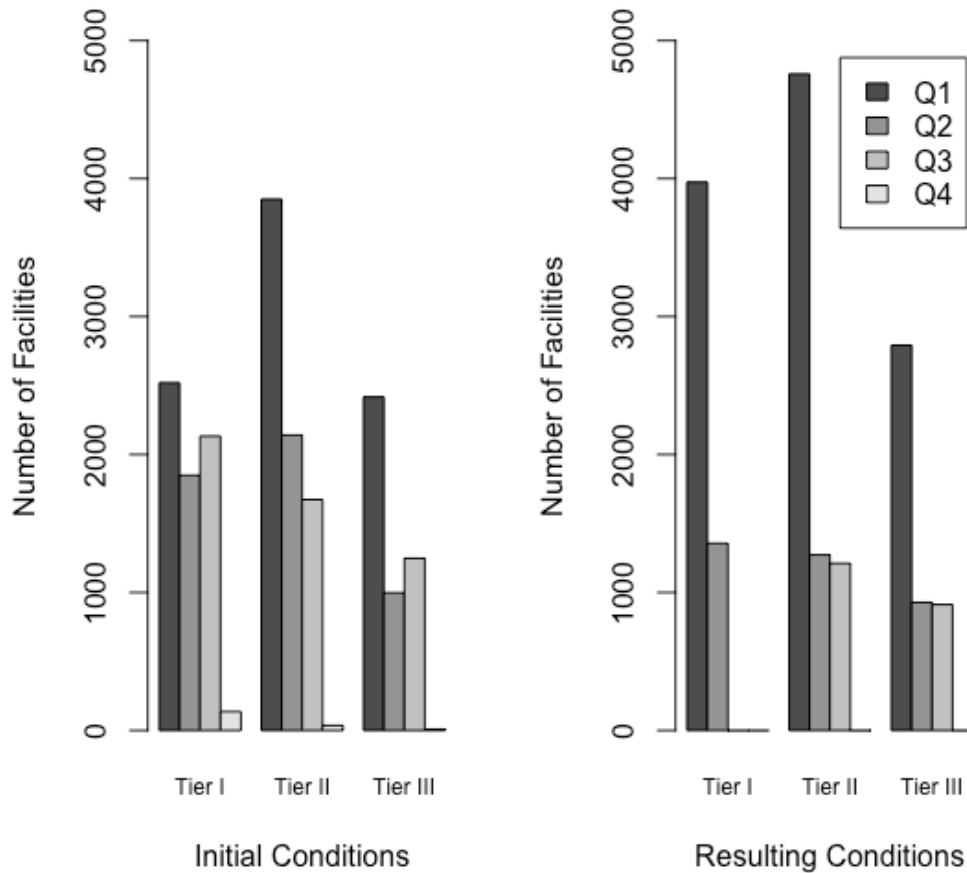 Number of Facilities
5000
4000
3000
2000
1000
0
Tier I
Tier II
Tier III
Initial Conditions
Number of Facilities
5000
4000
3000
2000
1000
0
Q1
Q2
Q3
Q4
Tier I
Tier II
Tier III
Resulting Conditions